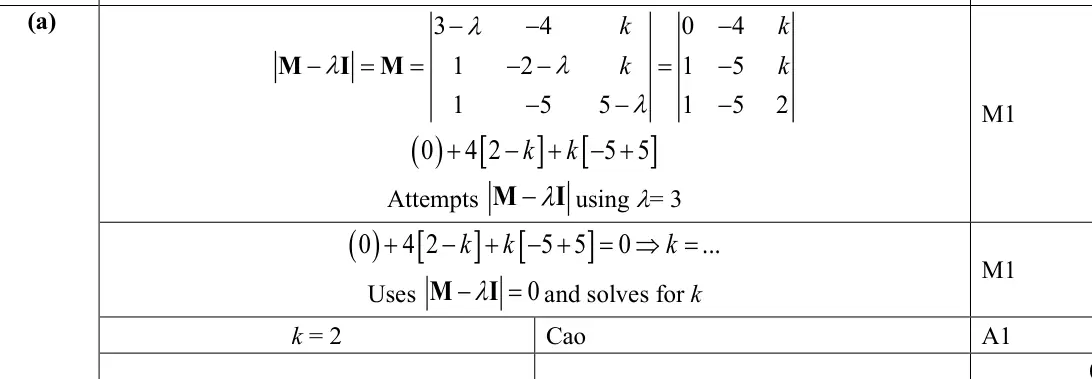 (a)
|M − λI| = M = |3−λ −4 k| = |0 −4 k|
|1 −2−λ k| |1 −5 k|
|1 −5 5−λ| |1 −5 2|
M1
(0)+4[2−k]+k[−5+5]
Attempts |M − λI| using λ= 3
(0)+4[2−k]+k[−5+5]=0⇒k=...
M1
Uses |M − λI| = 0 and solves for k
k = 2 Cao A1